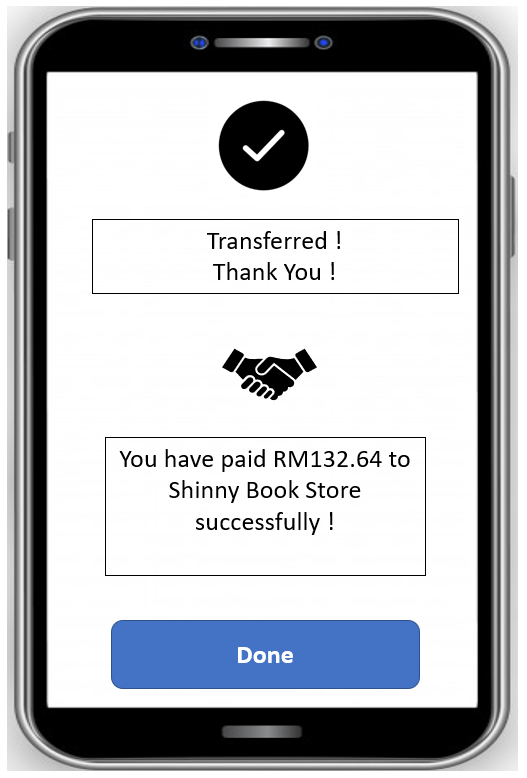 Transferred !
Thank You !
You have paid RM132.64 to
Shinny Book Store
successfully !
Done